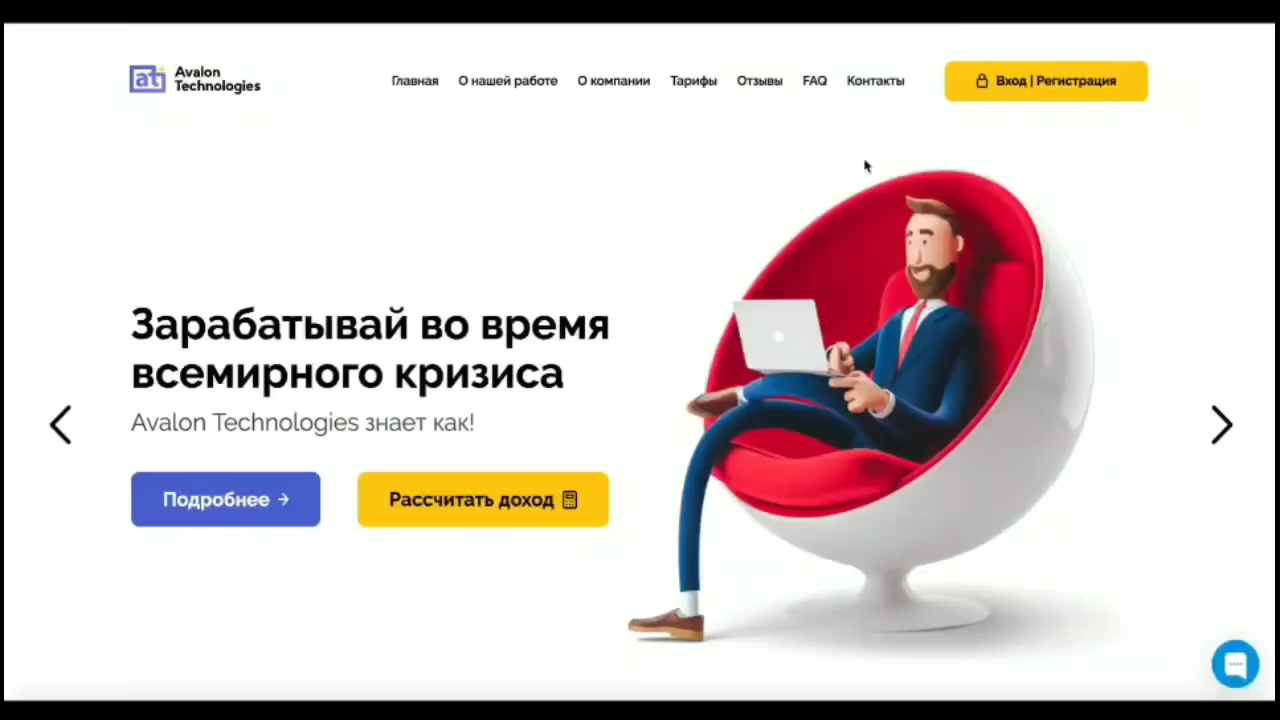 at
Avalon
Technologies
Главная О нашей работе О компании Тарифы Отзывы FAQ Контакты Вход | Регистрация
Зарабатывай во время
всемирного кризиса
Avalon Technologies знает как!
Подробнее → Рассчитать доход